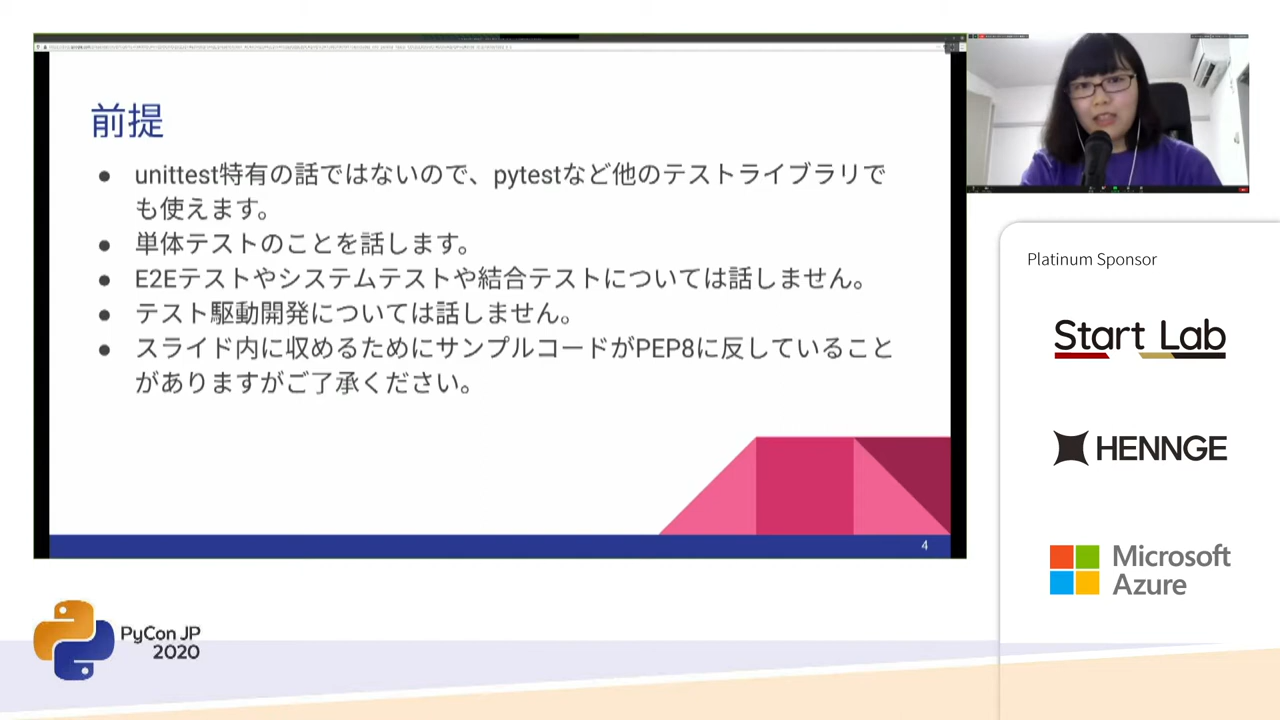 前提
● unittest特有の話ではないので、pytestなど他のテストライブラリで
も使えます。
● 単体テストのことを話します。
● E2Eテストやシステムテストや結合テストについては話しません。
● テスト駆動開発については話しません。
● スライド内に収めるためにサンプルコードがPEP8に反していること
がありますがご了承ください。
4
Platinum Sponsor
Start Lab
HENNGE
Microsoft
Azure
PyCon JP
2020